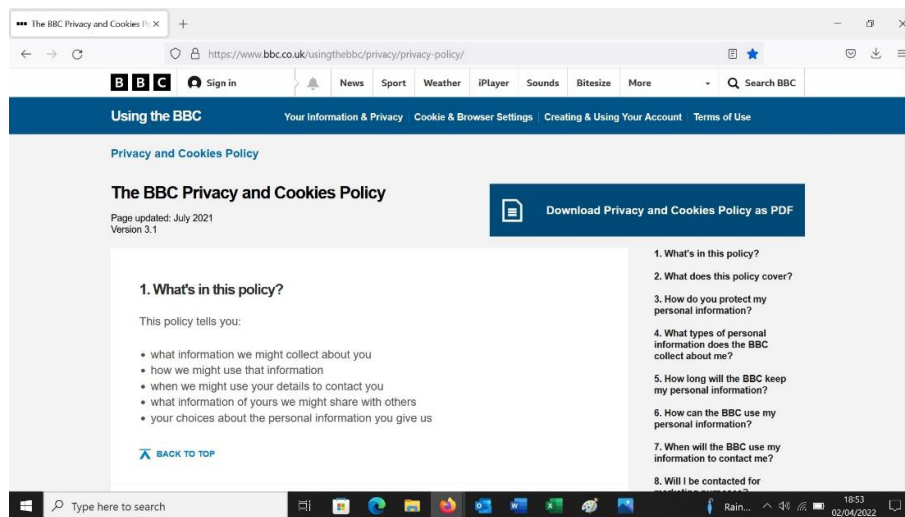 The BBC Privacy and Cookies Po
https://www.bbc.co.uk/usingthebbc/privacy/privacy-policy/
BBC Sign in News Sport Weather iPlayer Sounds Bitesize More Search BBC
Using the BBC Your Information & Privacy Cookie & Browser Settings Creating & Using Your Account Terms of Use
Privacy and Cookies Policy
The BBC Privacy and Cookies Policy
Page updated: July 2021
Version 3.1
Download Privacy and Cookies Policy as PDF
1. What's in this policy?
This policy tells you:
• what information we might collect about you
• how we might use that information
• when we might use your details to contact you
• what information of yours we might share with others
• your choices about the personal information you give us
BACK TO TOP
1. What's in this policy?
2. What does this policy cover?
3. How do you protect my
personal information?
4. What types of personal
information does the BBC
collect about me?
5. How long will the BBC keep
my personal information?
6. How can the BBC use my
personal information?
7. When will the BBC use my
information to contact me?
8. Will I be contacted for
Type here to search
Rain...
18:53
02/04/2022